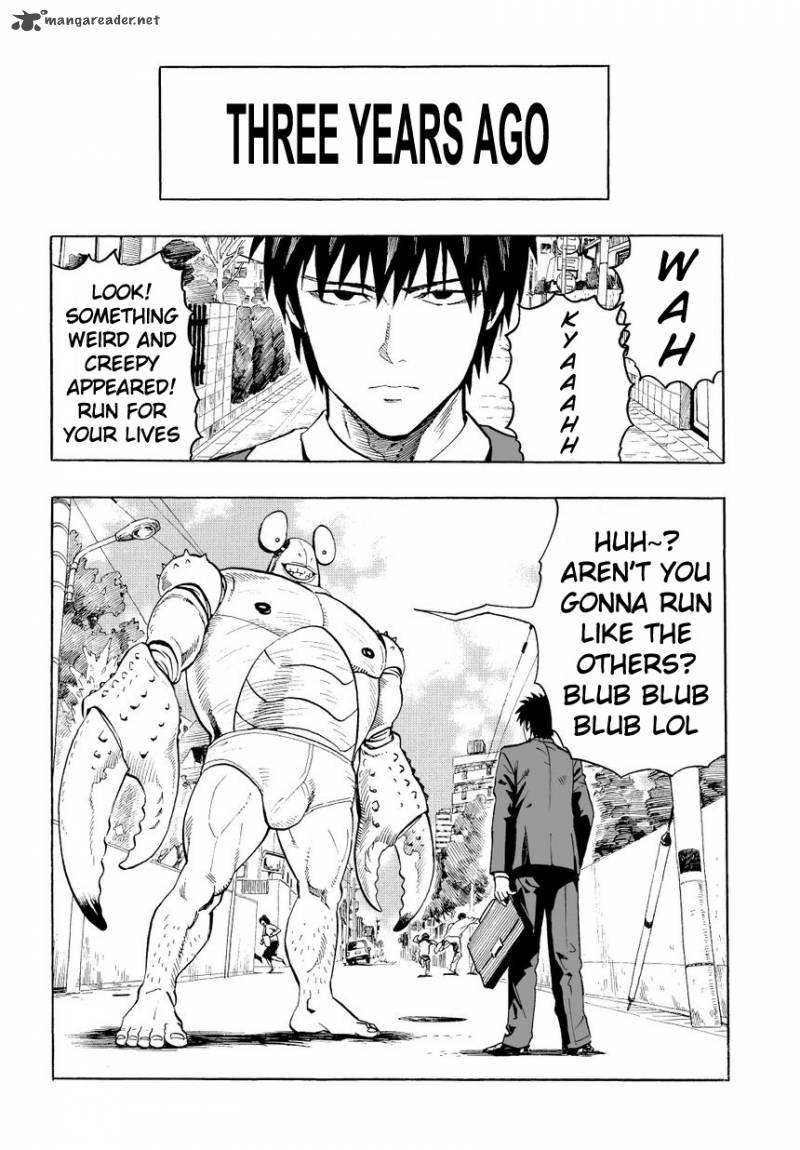 mangareader.net
THREE YEARS AGO
LOOK!
SOMETHING
WEIRD AND
CREEPY
APPEARED!
RUN FOR
YOUR LIVES
KYAAAHH
WAH
HUH~?
AREN'T YOU
GONNA RUN
LIKE THE
OTHERS?
BLUB BLUB
BLUB LOL